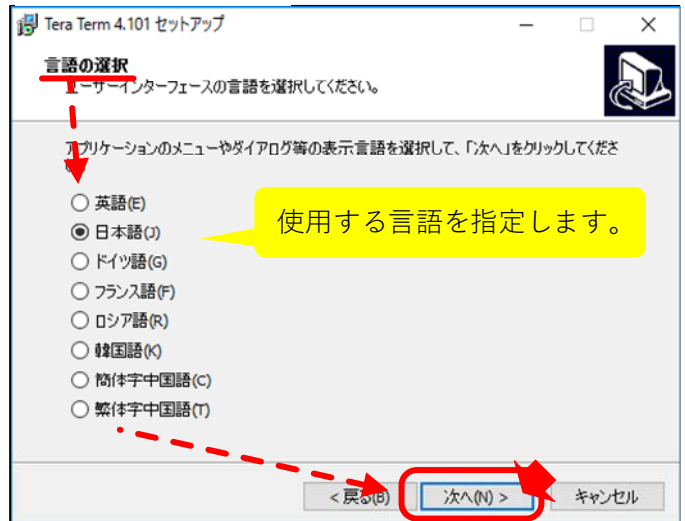 Tera Term 4.101 セットアップ
言語の選択
ユーザーインターフェースの言語を選択してください。
アプリケーションのメニューやダイアログ等の表示言語を選択して、「次へ」をクリックしてくださ
英語(E)
使用する言語を指定します。
日本語(J)
ドイツ語(G)
フランス語(F)
ロシア語(R)
韓国語(K)
簡体字中国語(C)
繁体字中国語(T)
< 戻る(B) 次へ(N) > キャンセル